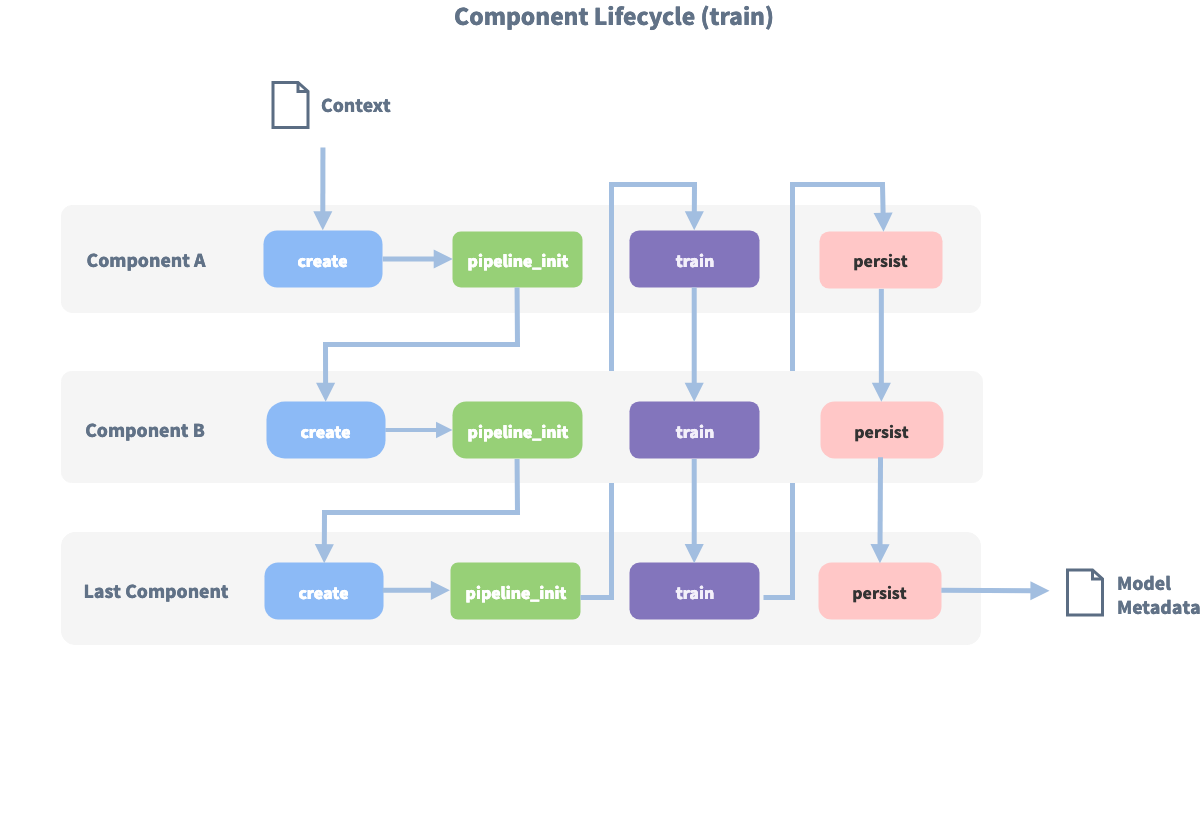 Component Lifecycle (train)
Context
Component A
create
pipeline_init
train
persist
Component B
create
pipeline_init
train
persist
Last Component
create
pipeline_init
train
persist
Model
Metadata